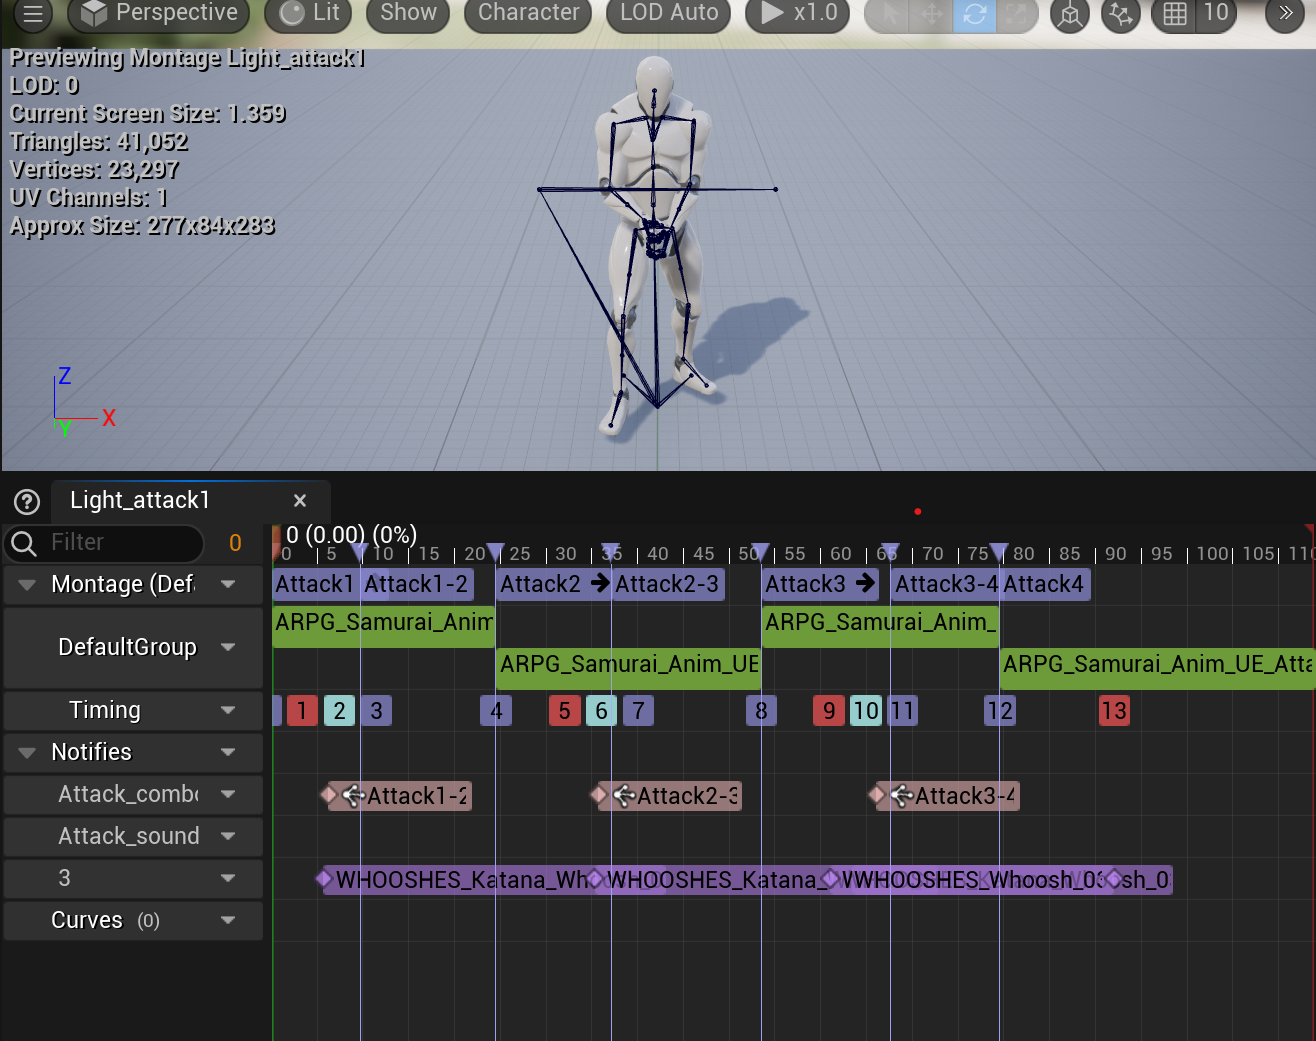 Perspective Lit Show Character LOD Auto x1.0 10
Previewing Montage Light_attack1
LOD: 0
Current Screen Size: 1.359
Triangles: 41,052
Vertices: 23,297
UV Channels: 1
Approx Size: 277x84x283
Z
X
Y
Light_attack1
Filter 0 0 (0.00) (0%)
0 5 10 15 20 25 30 35 40 45 50 55 60 65 70 75 80 85 90 95 100 105 110
Montage (Def Attack1 Attack1-2 Attack2 Attack2-3 Attack3 Attack3-4 Attack4
ARPG_Samurai_Anim ARPG_Samurai_Anim_
DefaultGroup
ARPG_Samurai_Anim_UE ARPG_Samurai_Anim_UE_Atta
Timing 1 2 3 4 5 6 7 8 9 10 11 12 13
Notifies
Attack_combo Attack1-2 Attack2-3 Attack3-4
Attack_sound
3 WHOOSHES_Katana_Wh WHOOSHES_Katana_ WHOOSHES_Whoosh_03 sh_0
Curves (0)